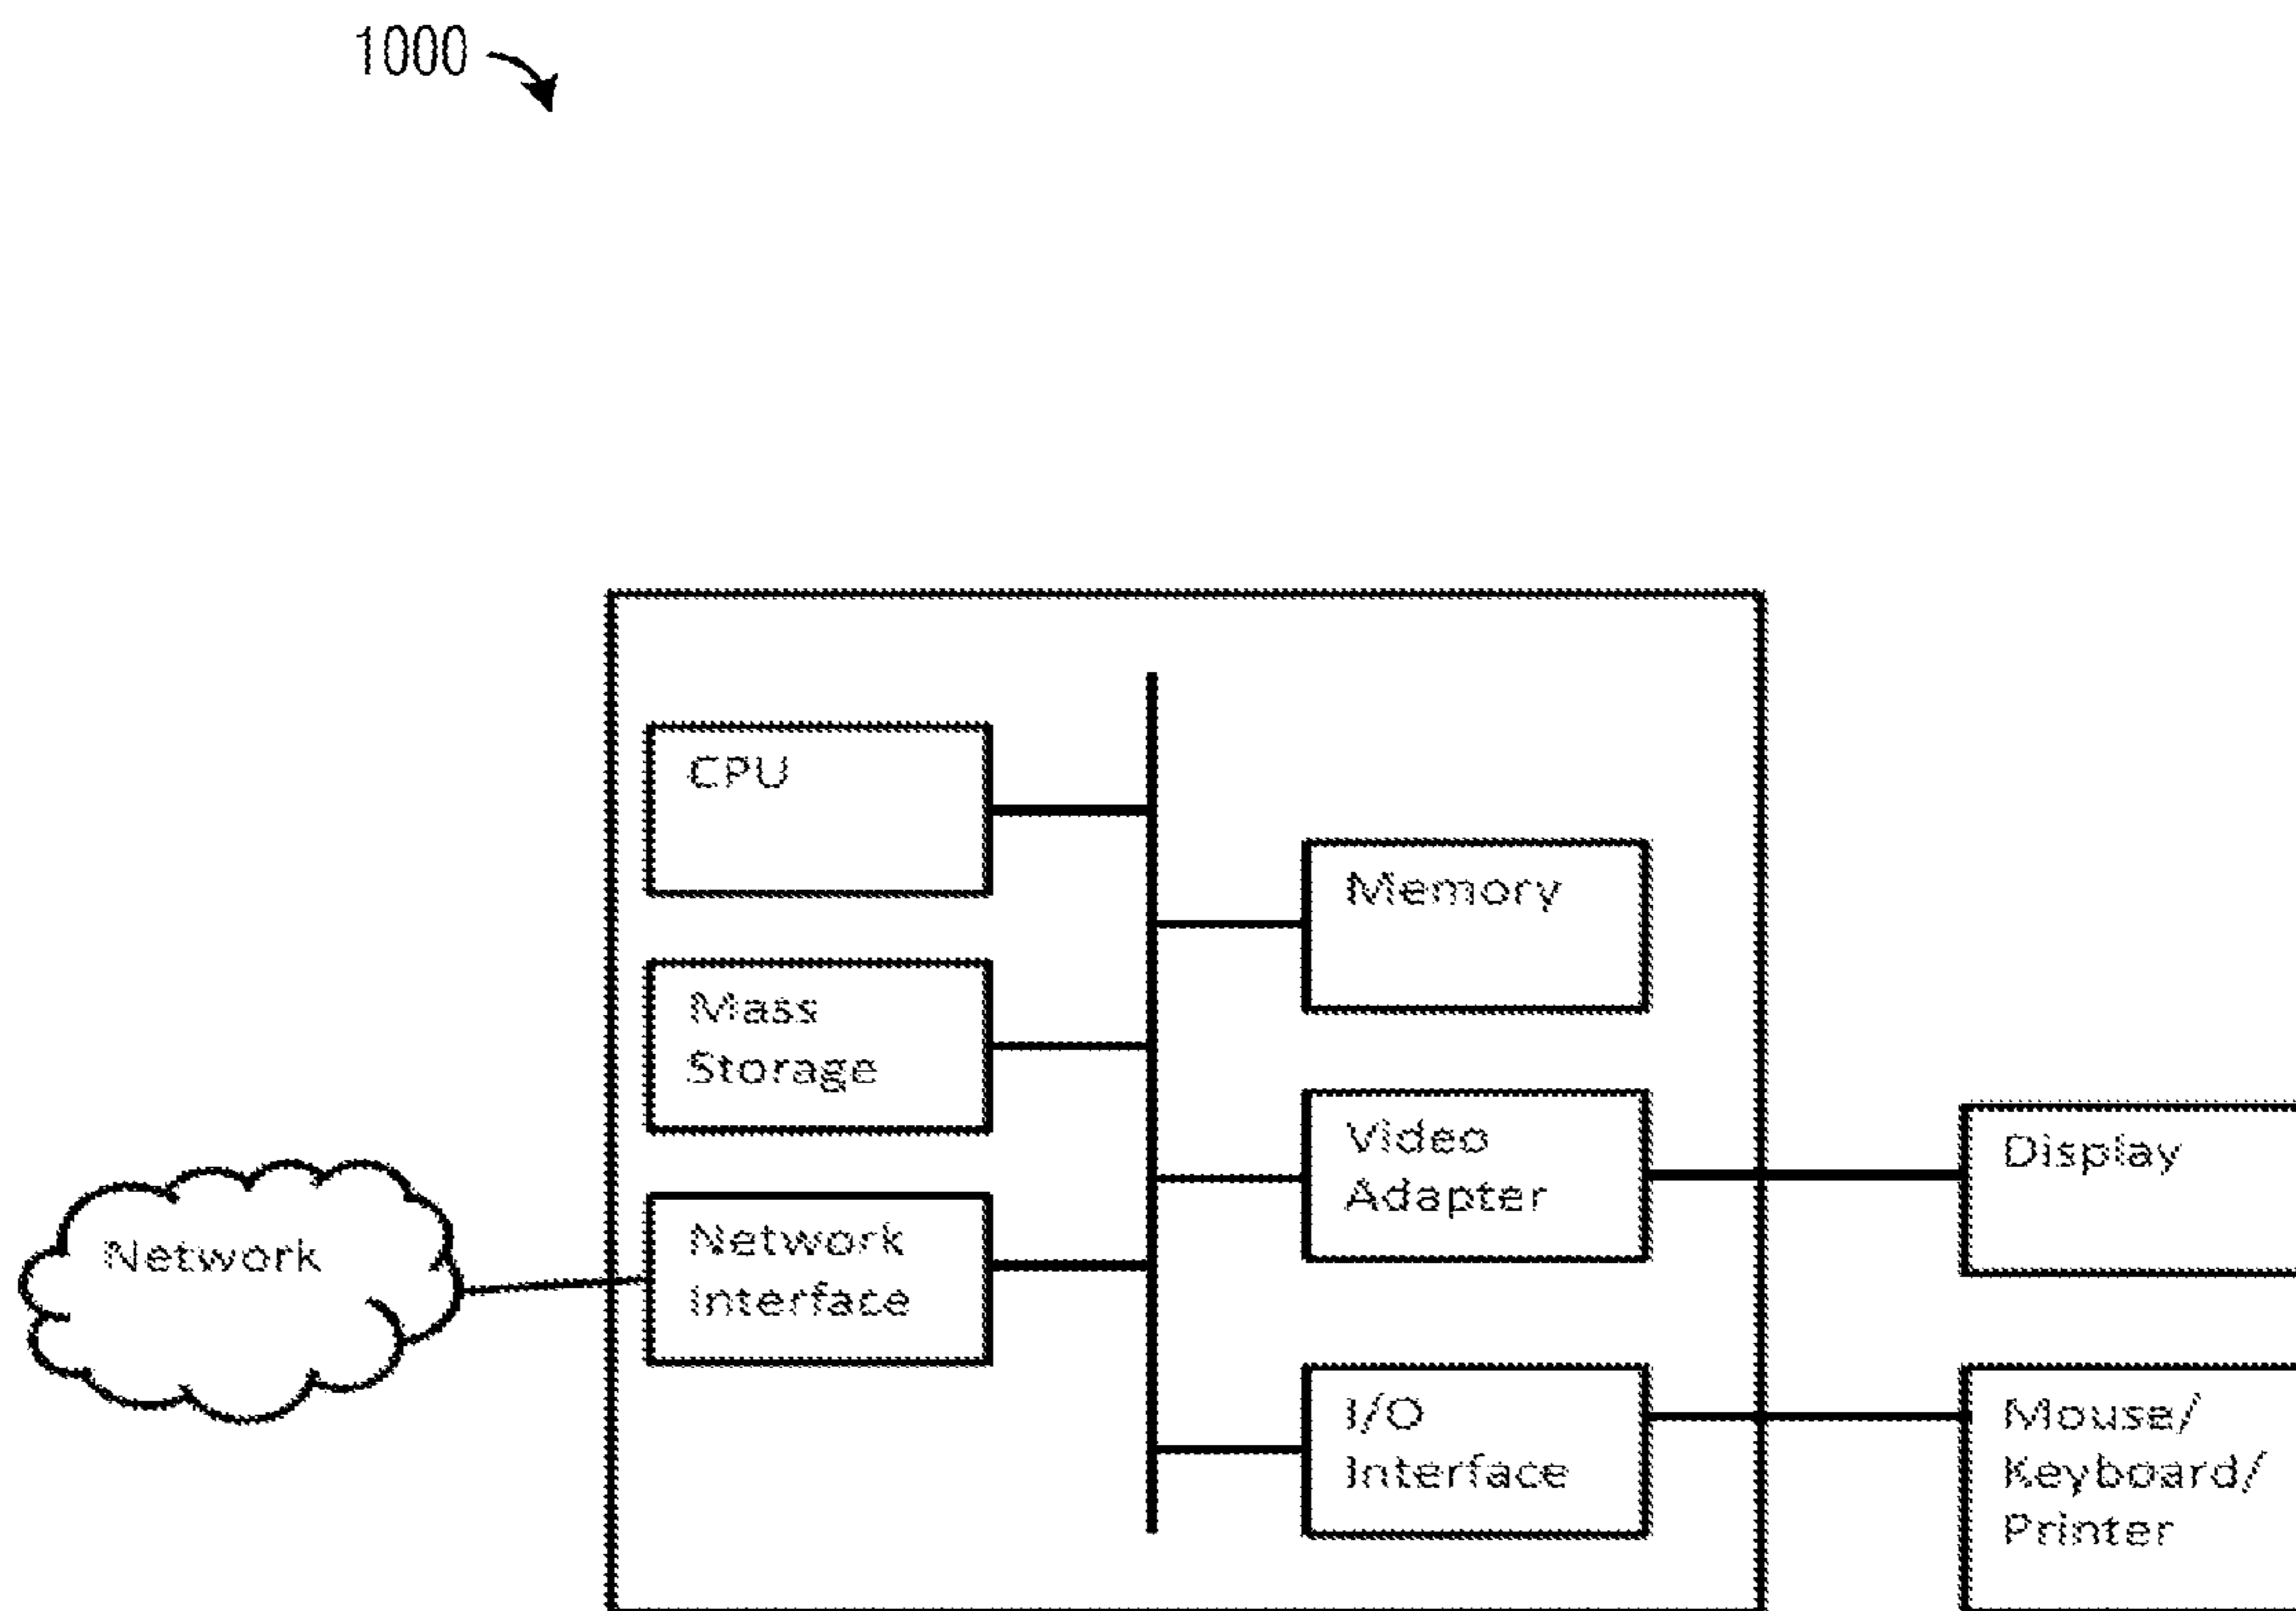 1000
CPU
Memory
Mass
Storage
Video
Adapter
Display
Network
Network
Interface
I/O
Interface
Mouse/
Keyboard/
Printer